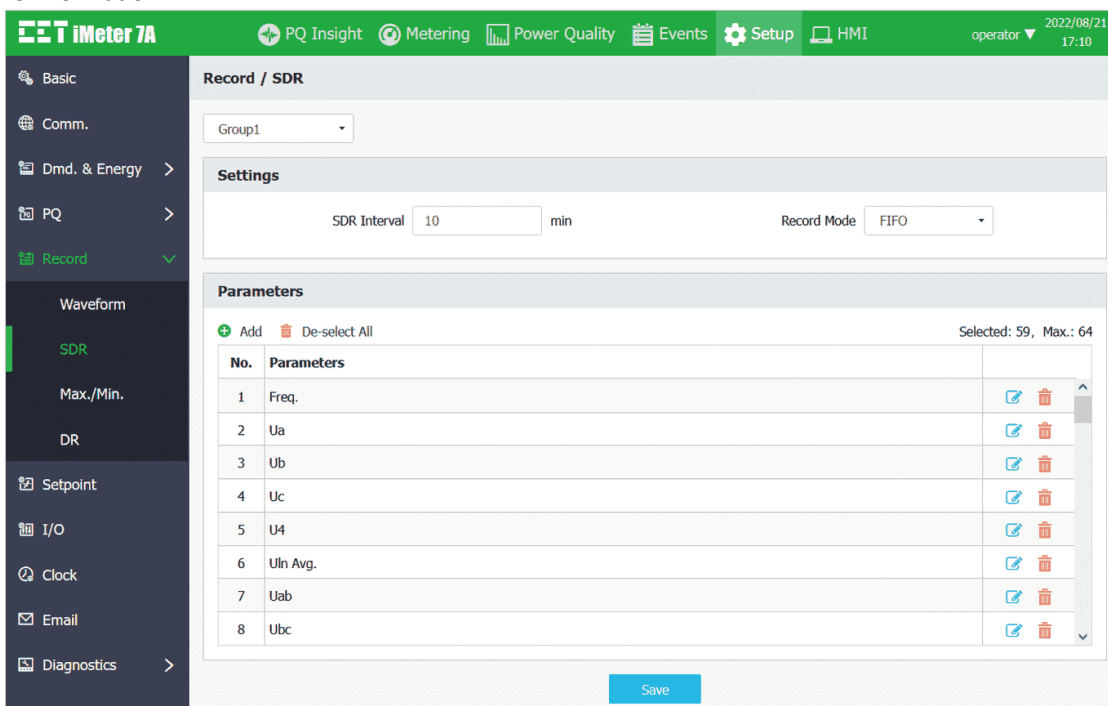 CET iMeter 7A
PQ Insight Metering Power Quality Events Setup HMI
operator ▼
2022/08/21
17:10
Basic
Comm.
Dmd. & Energy
PQ
Record
Waveform
SDR
Max./Min.
DR
Setpoint
I/O
Clock
Email
Diagnostics
Record / SDR
Group1
Settings
SDR Interval 10 min Record Mode FIFO
Parameters
Add De-select All Selected: 59, Max.: 64
No. Parameters
1 Freq.
2 Ua
3 Ub
4 Uc
5 U4
6 Uln Avg.
7 Uab
8 Ubc
Save